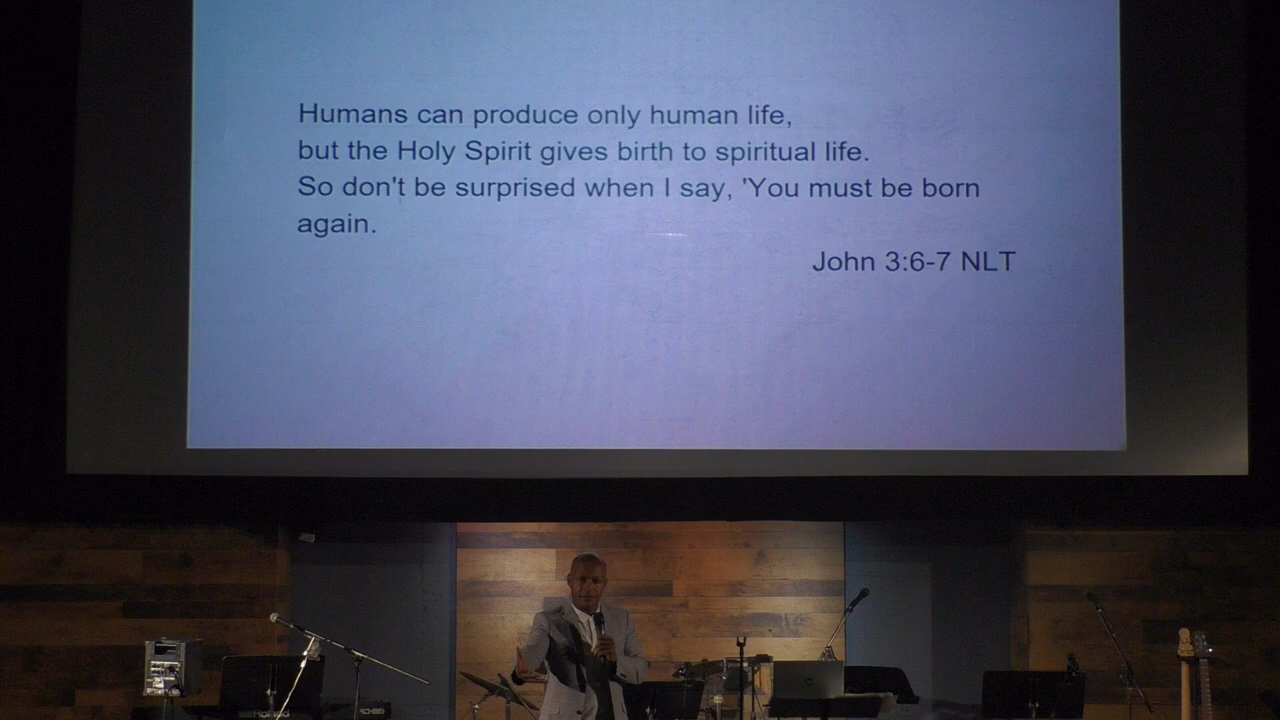 Humans can produce only human life,
but the Holy Spirit gives birth to spiritual life.
So don't be surprised when I say, 'You must be born
again.
John 3:6-7 NLT